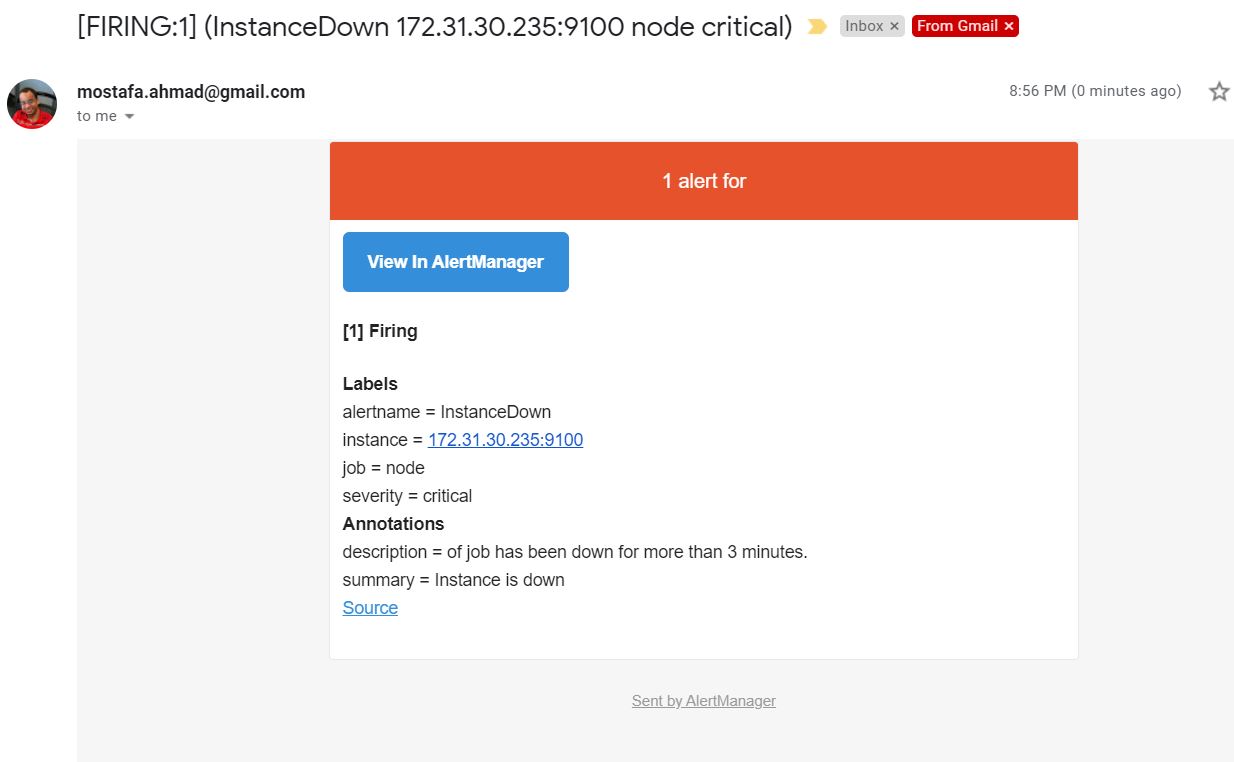 [FIRING:1] (InstanceDown 172.31.30.235:9100 node critical) Inbox × From Gmail ×
mostafa.ahmad@gmail.com 8:56 PM (0 minutes ago)
to me
1 alert for
View In AlertManager
[1] Firing
Labels
alertname = InstanceDown
instance = 172.31.30.235:9100
job = node
severity = critical
Annotations
description = of job has been down for more than 3 minutes.
summary = Instance is down
Source
Sent by AlertManager